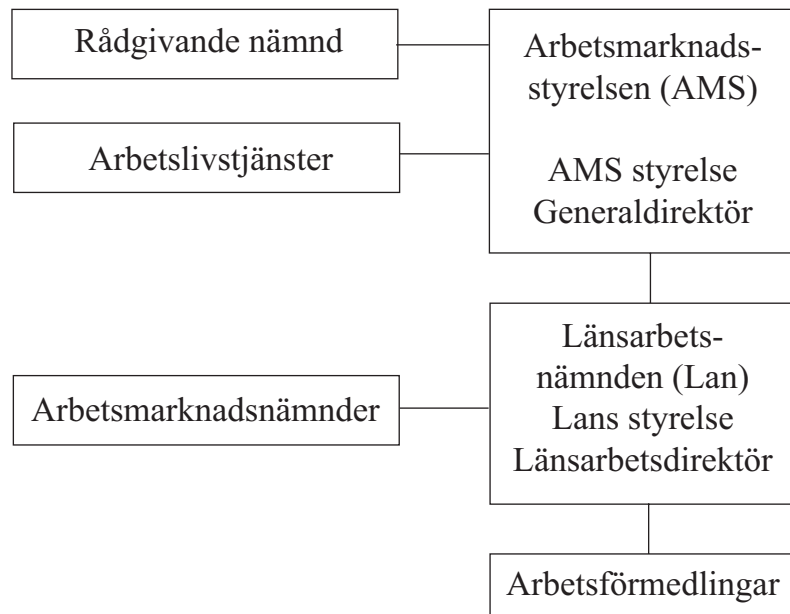 Rådgivande nämnd
Arbetslivstjänster
Arbetsmarknads-
styrelsen (AMS)
AMS styrelse
Generaldirektör
Arbetsmarknadsnämnder
Länsarbets-
nämnden (Lan)
Lans styrelse
Länsarbetsdirektör
Arbetsförmedlingar